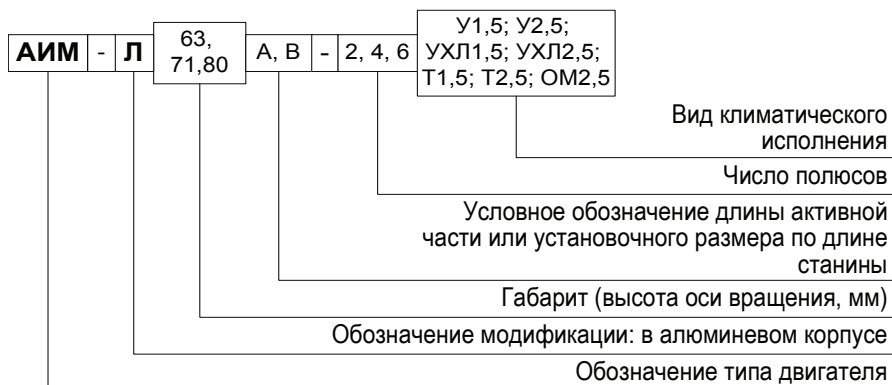 У1,5; У2,5;
УХЛ1,5; УХЛ2,5;
Т1,5; Т2,5; ОМ2,5
63,
71,80
АИМ - Л А, В - 2, 4, 6
Вид климатического
исполнения
Число полюсов
Условное обозначение длины активной
части или установочного размера по длине
станины
Габарит (высота оси вращения, мм)
Обозначение модификации: в алюминевом корпусе
Обозначение типа двигателя